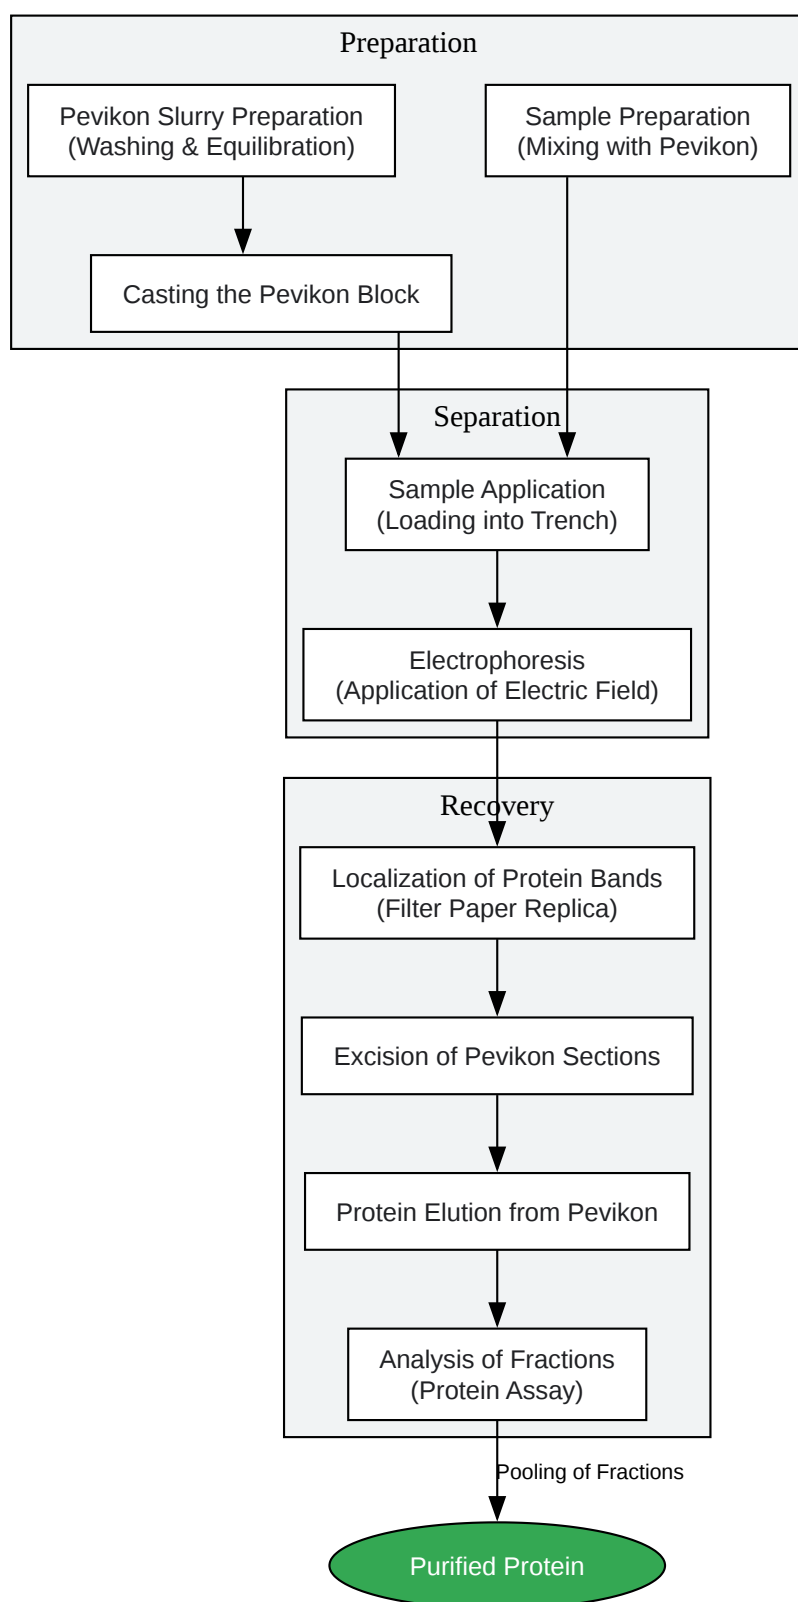 Preparation
Pevikon Slurry Preparation
(Washing & Equilibration)
Sample Preparation
(Mixing with Pevikon)
Casting the Pevikon Block
Separation
Sample Application
(Loading into Trench)
Electrophoresis
(Application of Electric Field)
Recovery
Localization of Protein Bands
(Filter Paper Replica)
Excision of Pevikon Sections
Protein Elution from Pevikon
Analysis of Fractions
(Protein Assay)
Pooling of Fractions
Purified Protein